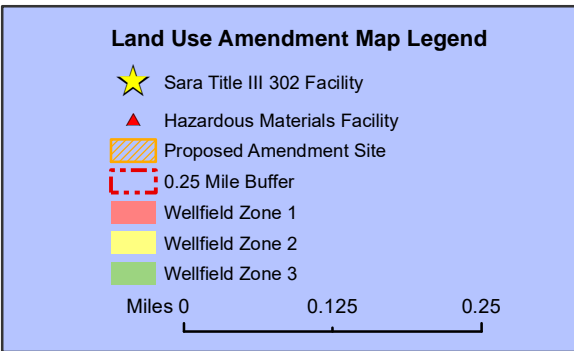 Land Use Amendment Map Legend
Sara Title III 302 Facility
Hazardous Materials Facility
Proposed Amendment Site
0.25 Mile Buffer
Wellfield Zone 1
Wellfield Zone 2
Wellfield Zone 3
Miles 0 0.125 0.25